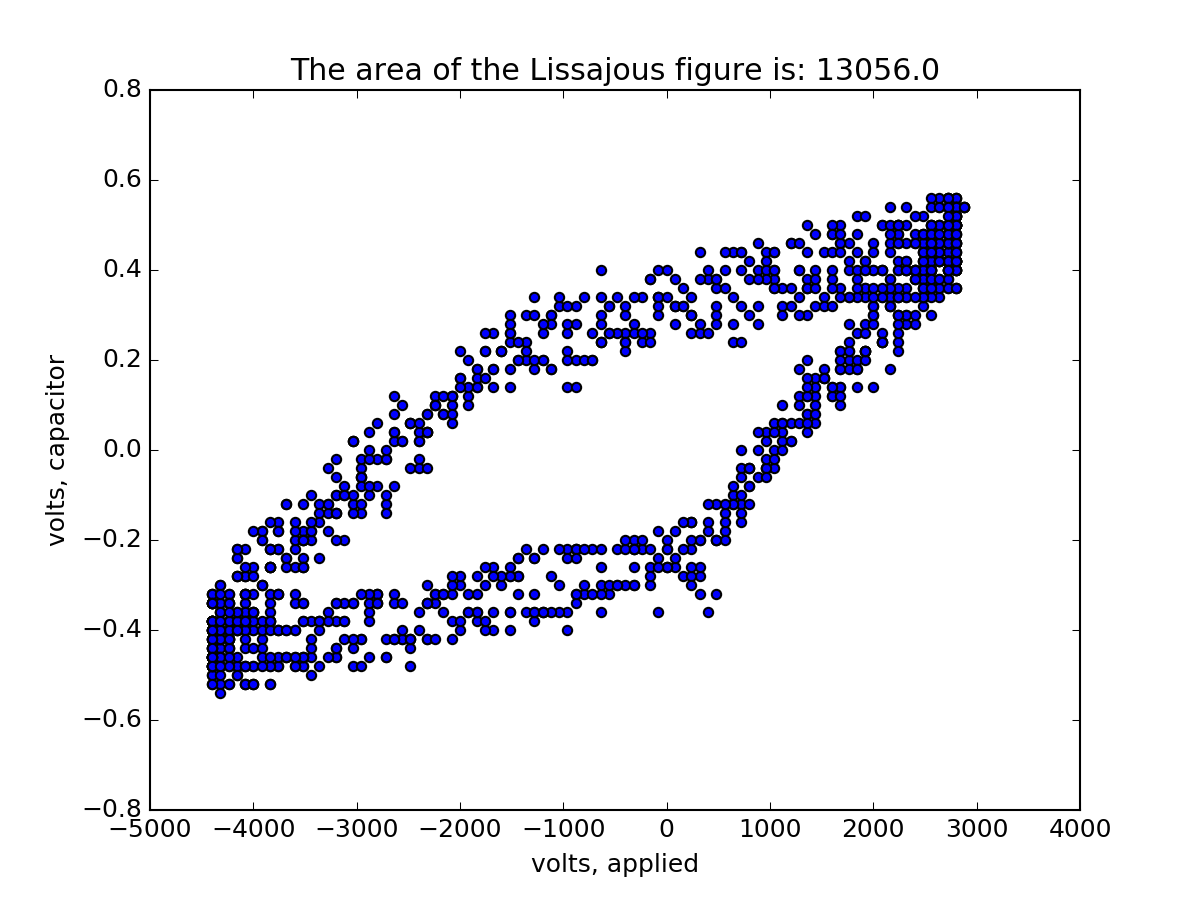 The area of the Lissajous figure is: 13056.0
0.8
0.6
0.4
0.2
0.0
−0.2
−0.4
−0.6
−0.8
volts, capacitor
−5000 −4000 −3000 −2000 −1000 0 1000 2000 3000 4000
volts, applied